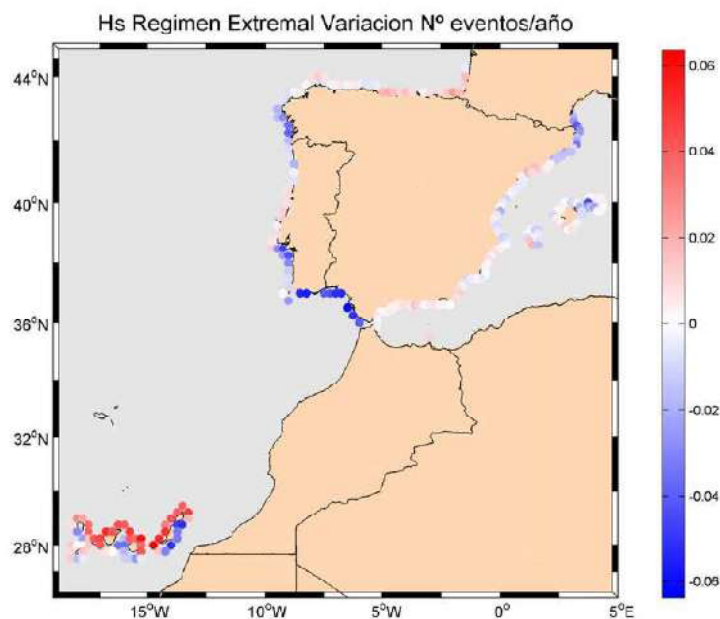 Hs Regimen Extremal Variacion Nº eventos/año
44°N
40°N
36°N
32°N
28°N
15°W
10°W
5°W
0°
5°E
0.06
0.04
0.02
0
-0.02
-0.04
-0.06